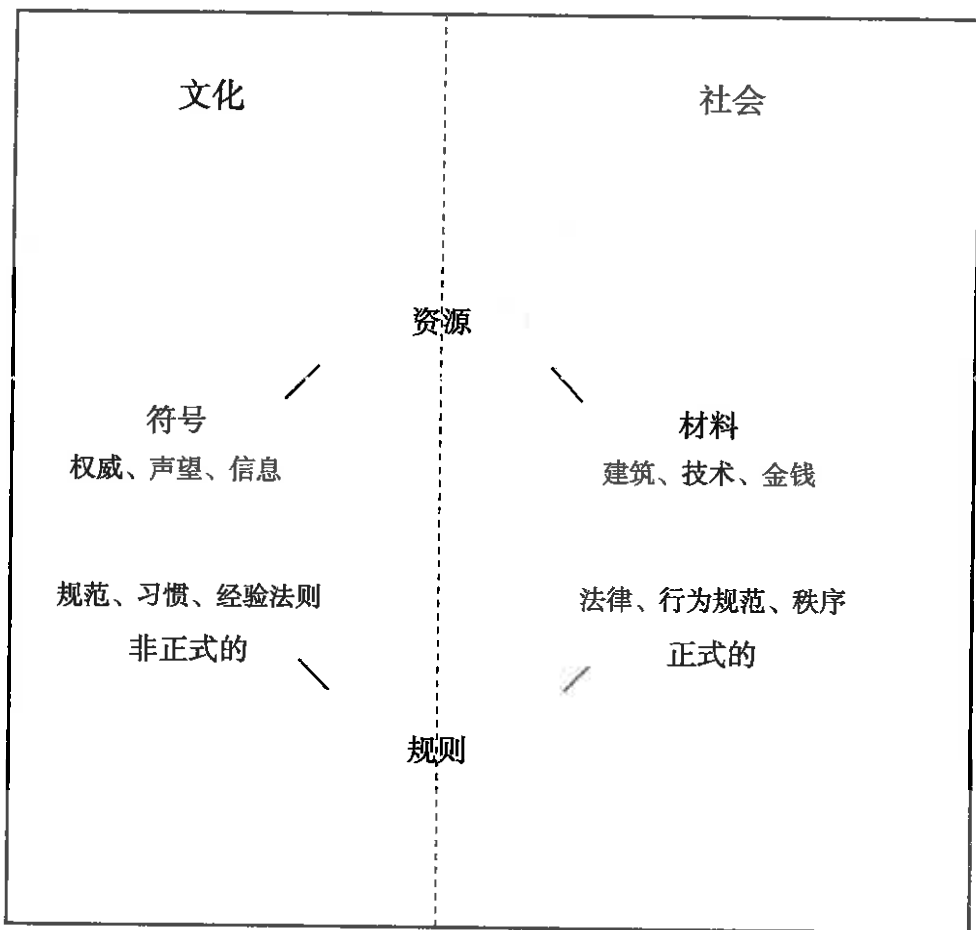 文化
社会
资源
符号
材料
权威、声望、信息
建筑、技术、金钱
规范、习惯、经验法则
法律、行为规范、秩序
非正式的
正式的
规则